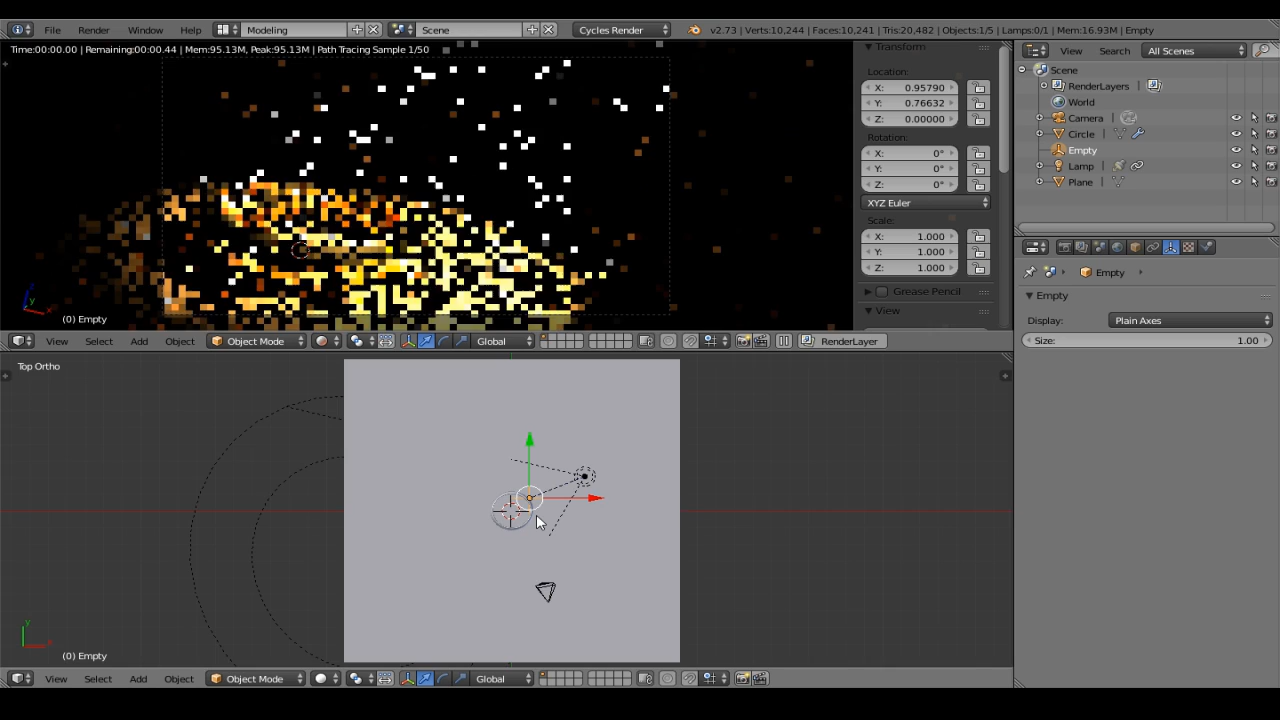 File Render Window Help Modeling Scene Cycles Render v2.73 | Verts:10,244 | Faces:10,241 | Tris:20,482 | Objects:1/5 | Lamps:0/1 | Mem:16.93M | Empty
Time:00:00.00 | Remaining:00:00.44 | Mem:95.13M, Peak:95.13M | Path Tracing Sample 1/50
Transform
Location:
X: 0.95790
Y: 0.76632
Z: 0.00000
Rotation:
X: 0°
Y: 0°
Z: 0°
XYZ Euler
Scale:
X: 1.000
Y: 1.000
Z: 1.000
Grease Pencil
View
z
y
x
(0) Empty
View Select Add Object Object Mode Global RenderLayer
Top Ortho
y
x
(0) Empty
View Select Add Object Object Mode Global
View Search All Scenes
Scene
RenderLayers
World
Camera
Circle
Empty
Lamp
Plane
Empty
Empty
Display: Plain Axes
Size: 1.00